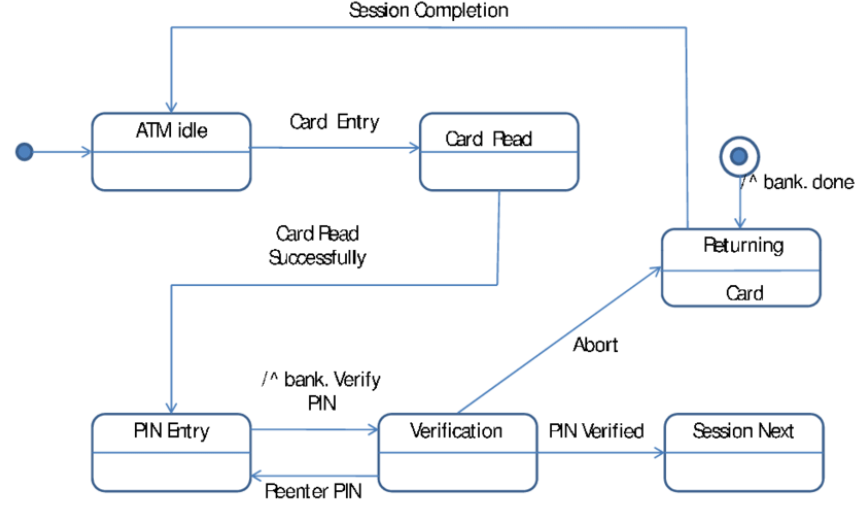 Session Completion
ATM idle
Card Entry
Card Read
/^ bank. done
Card Read
Successfully
Returning
Card
Abort
/^ bank. Verify
PIN
PIN Entry
Verification
PIN Verified
Session Next
Reenter PIN